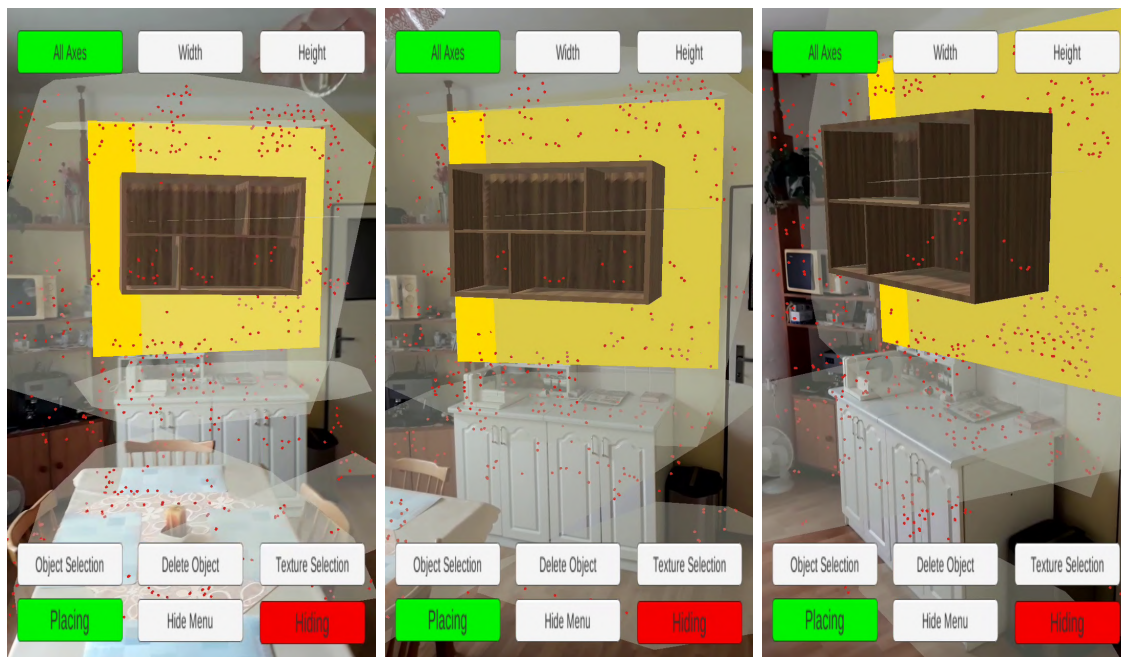 All Axes Width Height All Axes Width Height All Axes Width Height
Object Selection Delete Object Texture Selection Object Selection Delete Object Texture Selection Object Selection Delete Object Texture Selection
Placing Hide Menu Hiding Placing Hide Menu Hiding Placing Hide Menu Hiding